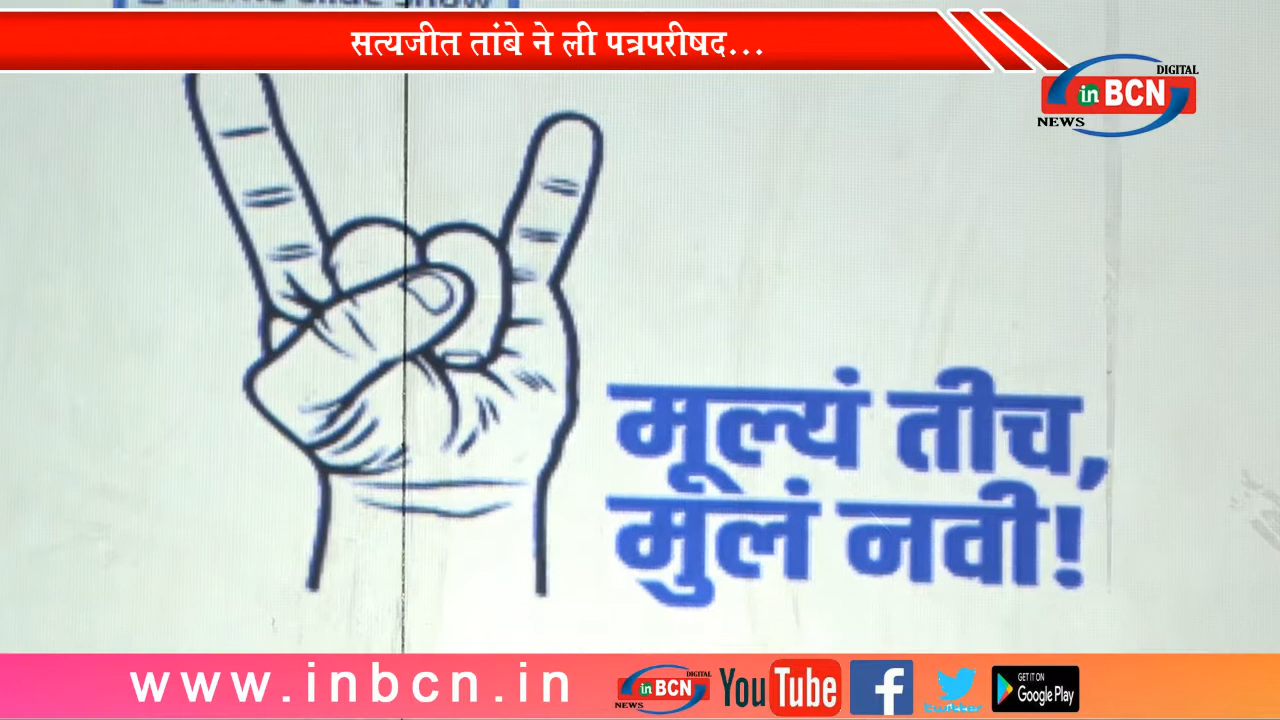 सत्यजीत तांबे ने ली पत्रपरीषद...
DIGITAL
in BCN
NEWS
मूल्यं तीच,
मुलं नवी!
www.inbcn.in
DIGITAL
in BCN
NEWS
YouTube
f
twitter
GET IT ON
Google Play